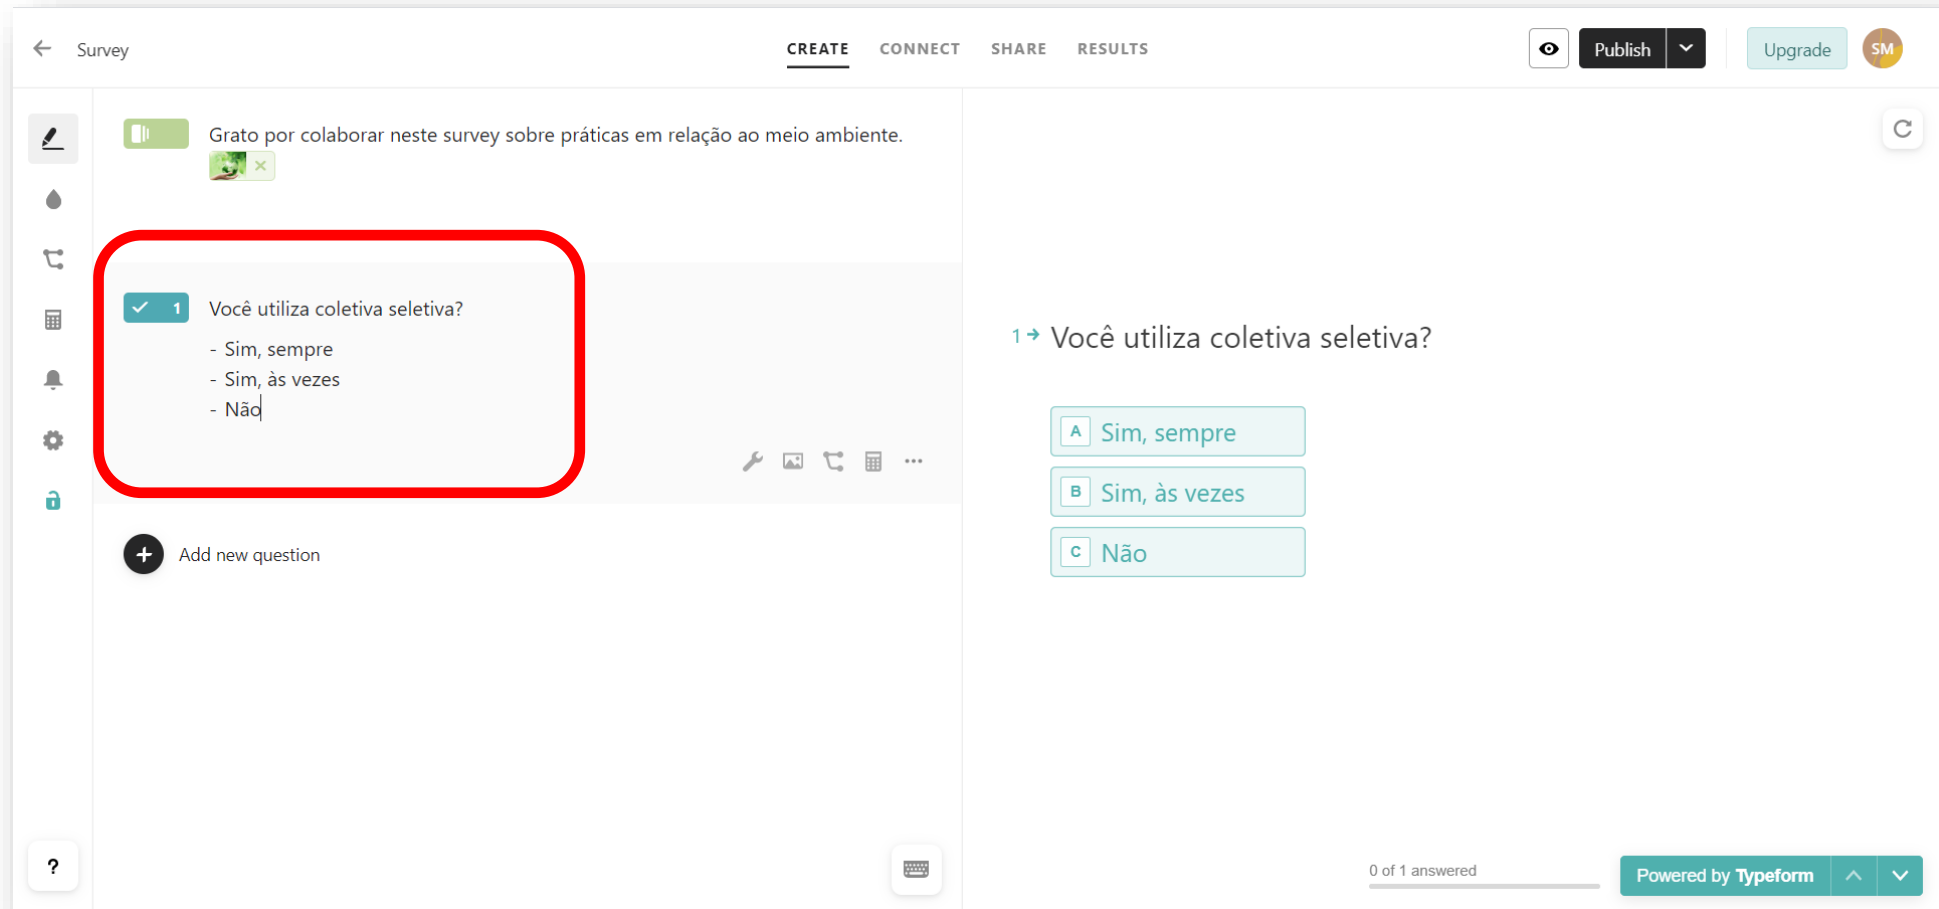 Survey
CREATE CONNECT SHARE RESULTS
Publish
Upgrade
SM
Grato por colaborar neste survey sobre práticas em relação ao meio ambiente.
1 Você utiliza coletiva seletiva?
- Sim, sempre
- Sim, às vezes
- Não
Add new question
?
1 Você utiliza coletiva seletiva?
A Sim, sempre
B Sim, às vezes
C Não
0 of 1 answered
Powered by Typeform